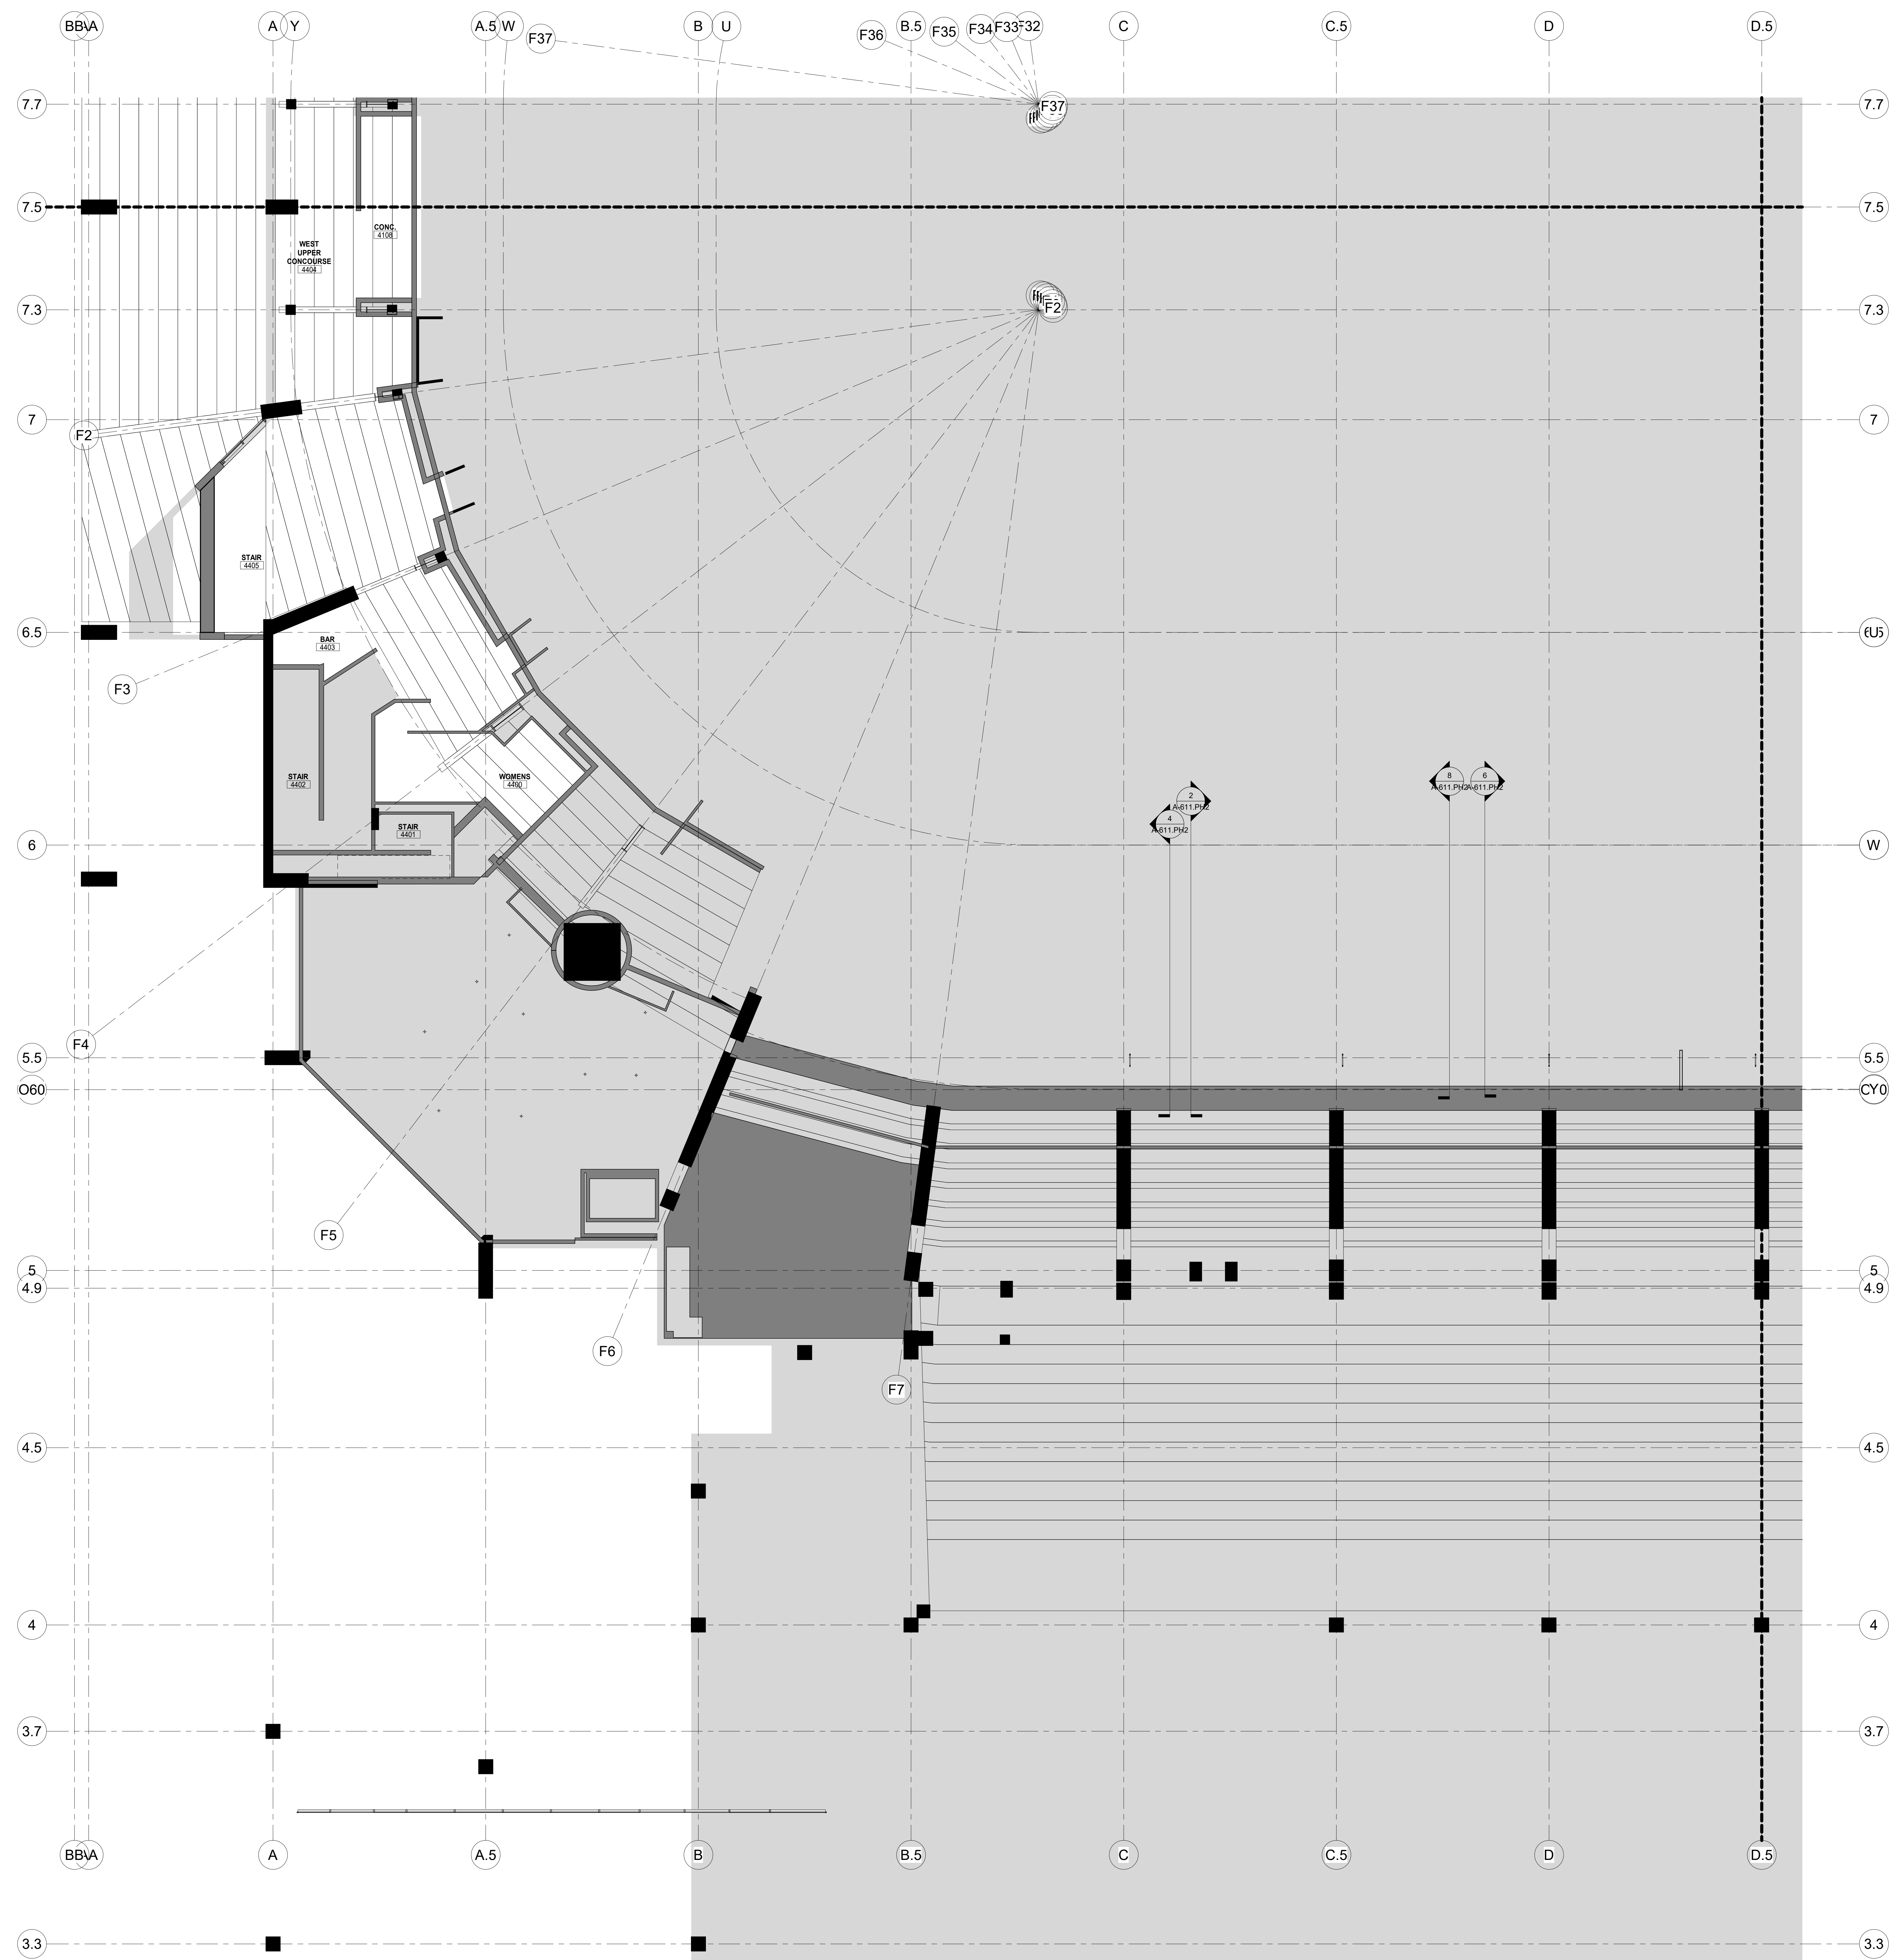 A
Y
A.5
W
F37
B
U
F36
B.5
F35
F34
F33
F32
C
C.5
D
D.5
7.7
F37
7.7
7.5
7.5
CONC.
4108
WEST
UPPER
CONCOURSE
4404
7.3
F2
7.3
7
7
F2
STAIR
4405
6.5
BAR
4403
F3
STAIR
4402
WOMENS
4400
8
A-611.PH2
6
A-611.PH2
2
A-611.PH2
4
A-611.PH2
STAIR
4401
6
W
F4
5.5
5.5
O60
CY0
F5
5
5
4.9
4.9
F6
F7
4.5
4.5
4
4
3.7
3.7
A
A.5
B
B.5
C
C.5
D
D.5
3.3
3.3